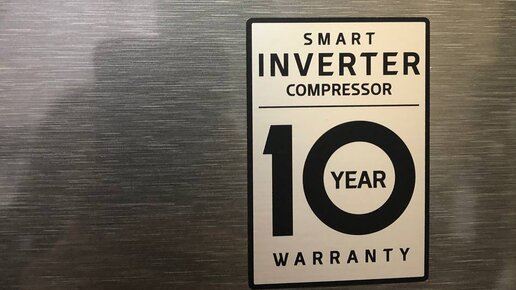 SMART
INVERTER
COMPRESSOR
10
YEAR
WARRANTY